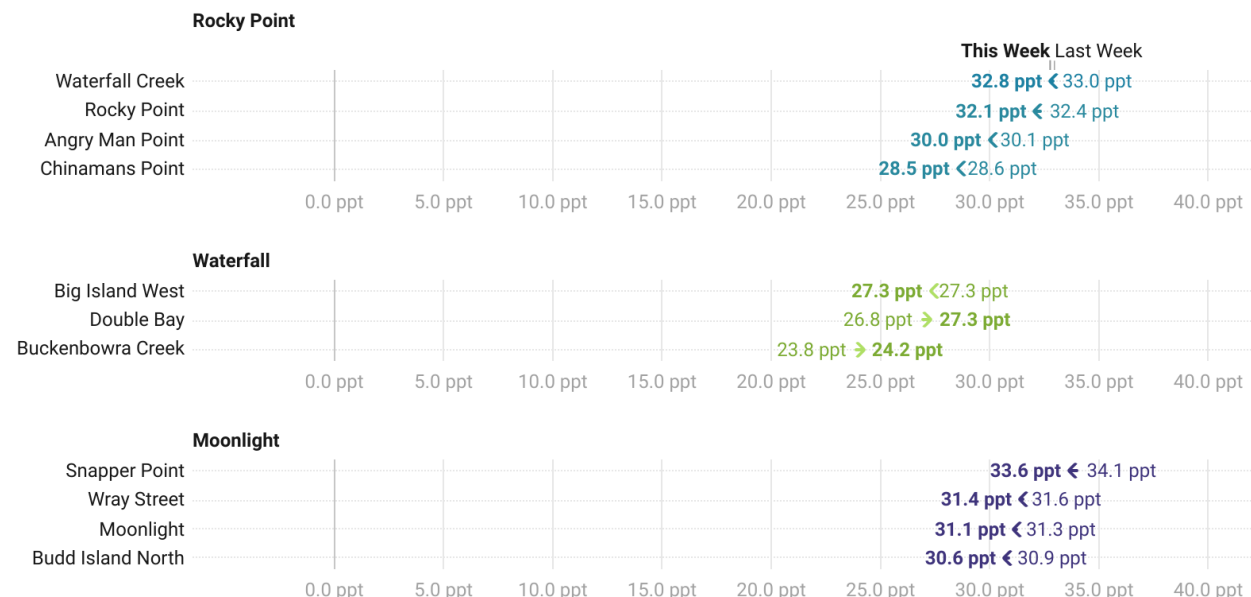 Rocky Point
This Week Last Week
Waterfall Creek 32.8 ppt 33.0 ppt
Rocky Point 32.1 ppt 32.4 ppt
Angry Man Point 30.0 ppt 30.1 ppt
Chinamans Point 28.5 ppt 28.6 ppt
0.0 ppt 5.0 ppt 10.0 ppt 15.0 ppt 20.0 ppt 25.0 ppt 30.0 ppt 35.0 ppt 40.0 ppt
Waterfall
Big Island West 27.3 ppt 27.3 ppt
Double Bay 26.8 ppt 27.3 ppt
Buckenbowra Creek 23.8 ppt 24.2 ppt
0.0 ppt 5.0 ppt 10.0 ppt 15.0 ppt 20.0 ppt 25.0 ppt 30.0 ppt 35.0 ppt 40.0 ppt
Moonlight
Snapper Point 33.6 ppt 34.1 ppt
Wray Street 31.4 ppt 31.6 ppt
Moonlight 31.1 ppt 31.3 ppt
Budd Island North 30.6 ppt 30.9 ppt
0.0 ppt 5.0 ppt 10.0 ppt 15.0 ppt 20.0 ppt 25.0 ppt 30.0 ppt 35.0 ppt 40.0 ppt